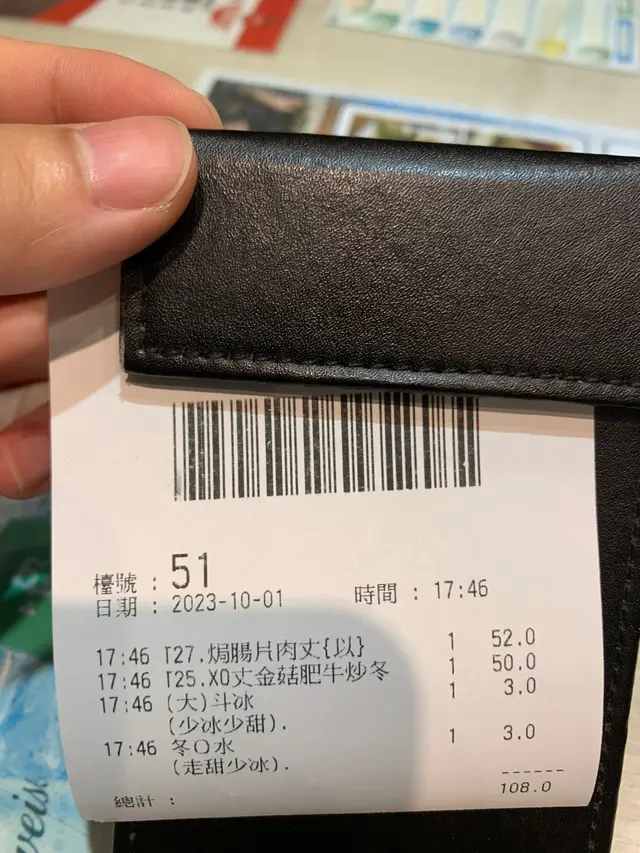 檯號 : 51
日期 : 2023-10-01 時間 : 17:46
17:46 T27.焗腸片肉丈{以} 1 52.0
17:46 T25.XO丈金菇肥牛炒冬 1 50.0
17:46 (大)斗冰 1 3.0
(少冰少甜).
17:46 冬〇水 1 3.0
(走甜少冰).
------
總計 : 108.0